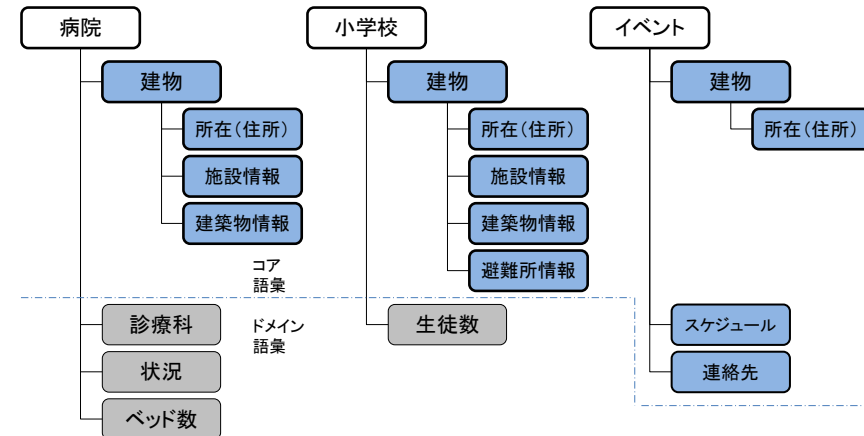 病院
建物
所在(住所)
施設情報
建築物情報
コア
語彙
診療科
ドメイン
語彙
状況
ベッド数
小学校
建物
所在(住所)
施設情報
建築物情報
避難所情報
生徒数
イベント
建物
所在(住所)
スケジュール
連絡先